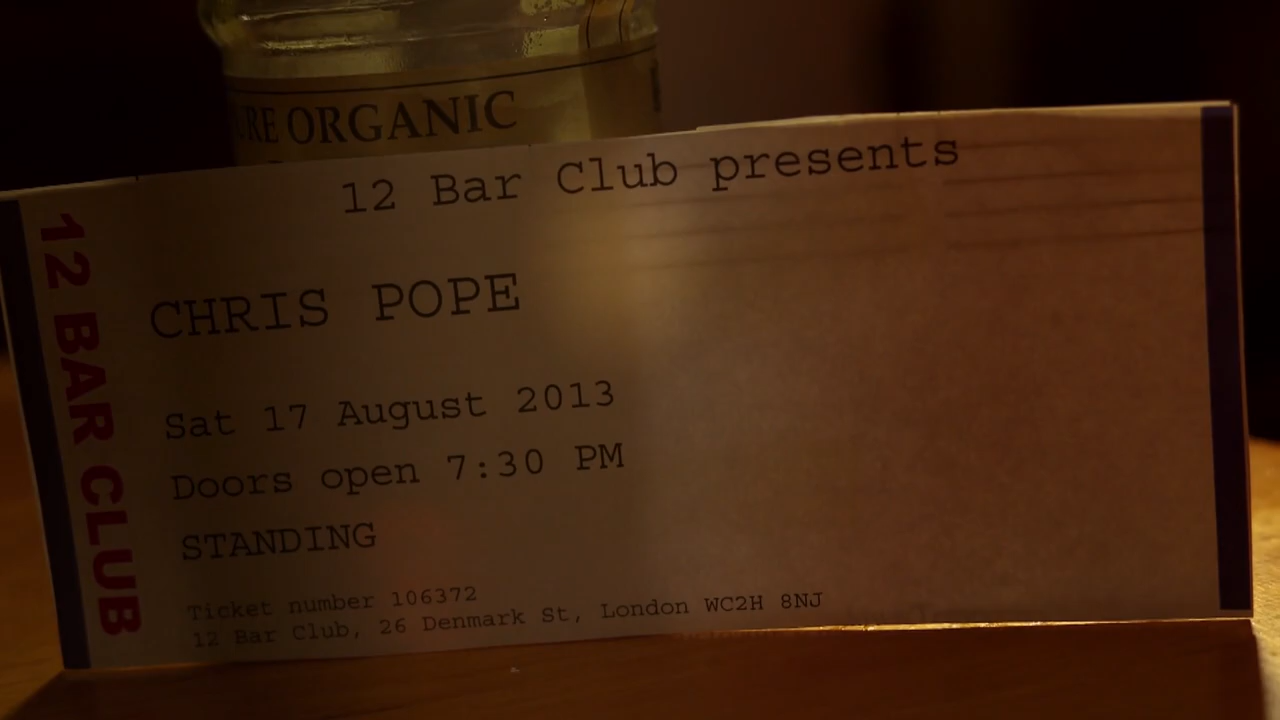 RE ORGANIC
12 Bar Club presents
12 BAR CLUB
CHRIS POPE
Sat 17 August 2013
Doors open 7:30 PM
STANDING
Ticket number 106372
12 Bar Club, 26 Denmark St, London WC2H 8NJ